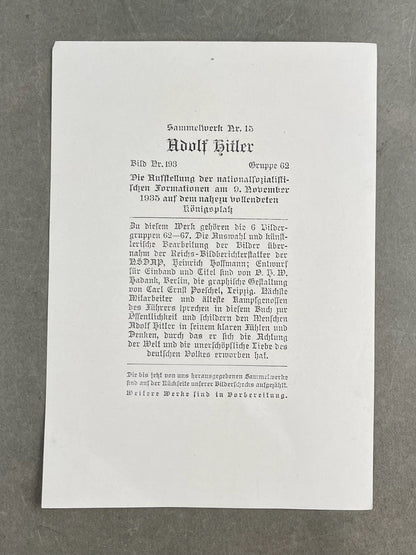 Sammelwerk Nr. 15
Adolf Hitler
Bild Nr. 193 Gruppe 62
Die Aufstellung der nationalsozialisti-
schen Formationen am 9. November
1935 auf dem nahezu vollendeten
Königsplatz
Zu diesem Werk gehören die 6 Bilder-
gruppen 62–67. Die Auswahl und künst-
lerische Bearbeitung der Bilder über-
nahm der Reichs-Bildberichterstatter der
NSDAP, Heinrich Hoffmann; Entwurf
für Einband und Titel sind von O. H. W.
Hadank, Berlin, die graphische Gestaltung
von Carl Ernst Poeschel, Leipzig. Nächste
Mitarbeiter und älteste Kampfgenossen
des Führers sprechen in diesem Buch zur
Öffentlichkeit und schildern den Menschen
Adolf Hitler in seinem klaren Fühlen und
Denken, durch das er sich die Achtung
der Welt und die unerschöpfliche Liebe des
deutschen Volkes erworben hat.
Die bis jetzt von uns herausgegebenen Sammelwerke
sind auf der Rückseite unserer Bilderschecks aufgezählt.
Weitere Werke sind in Vorbereitung.